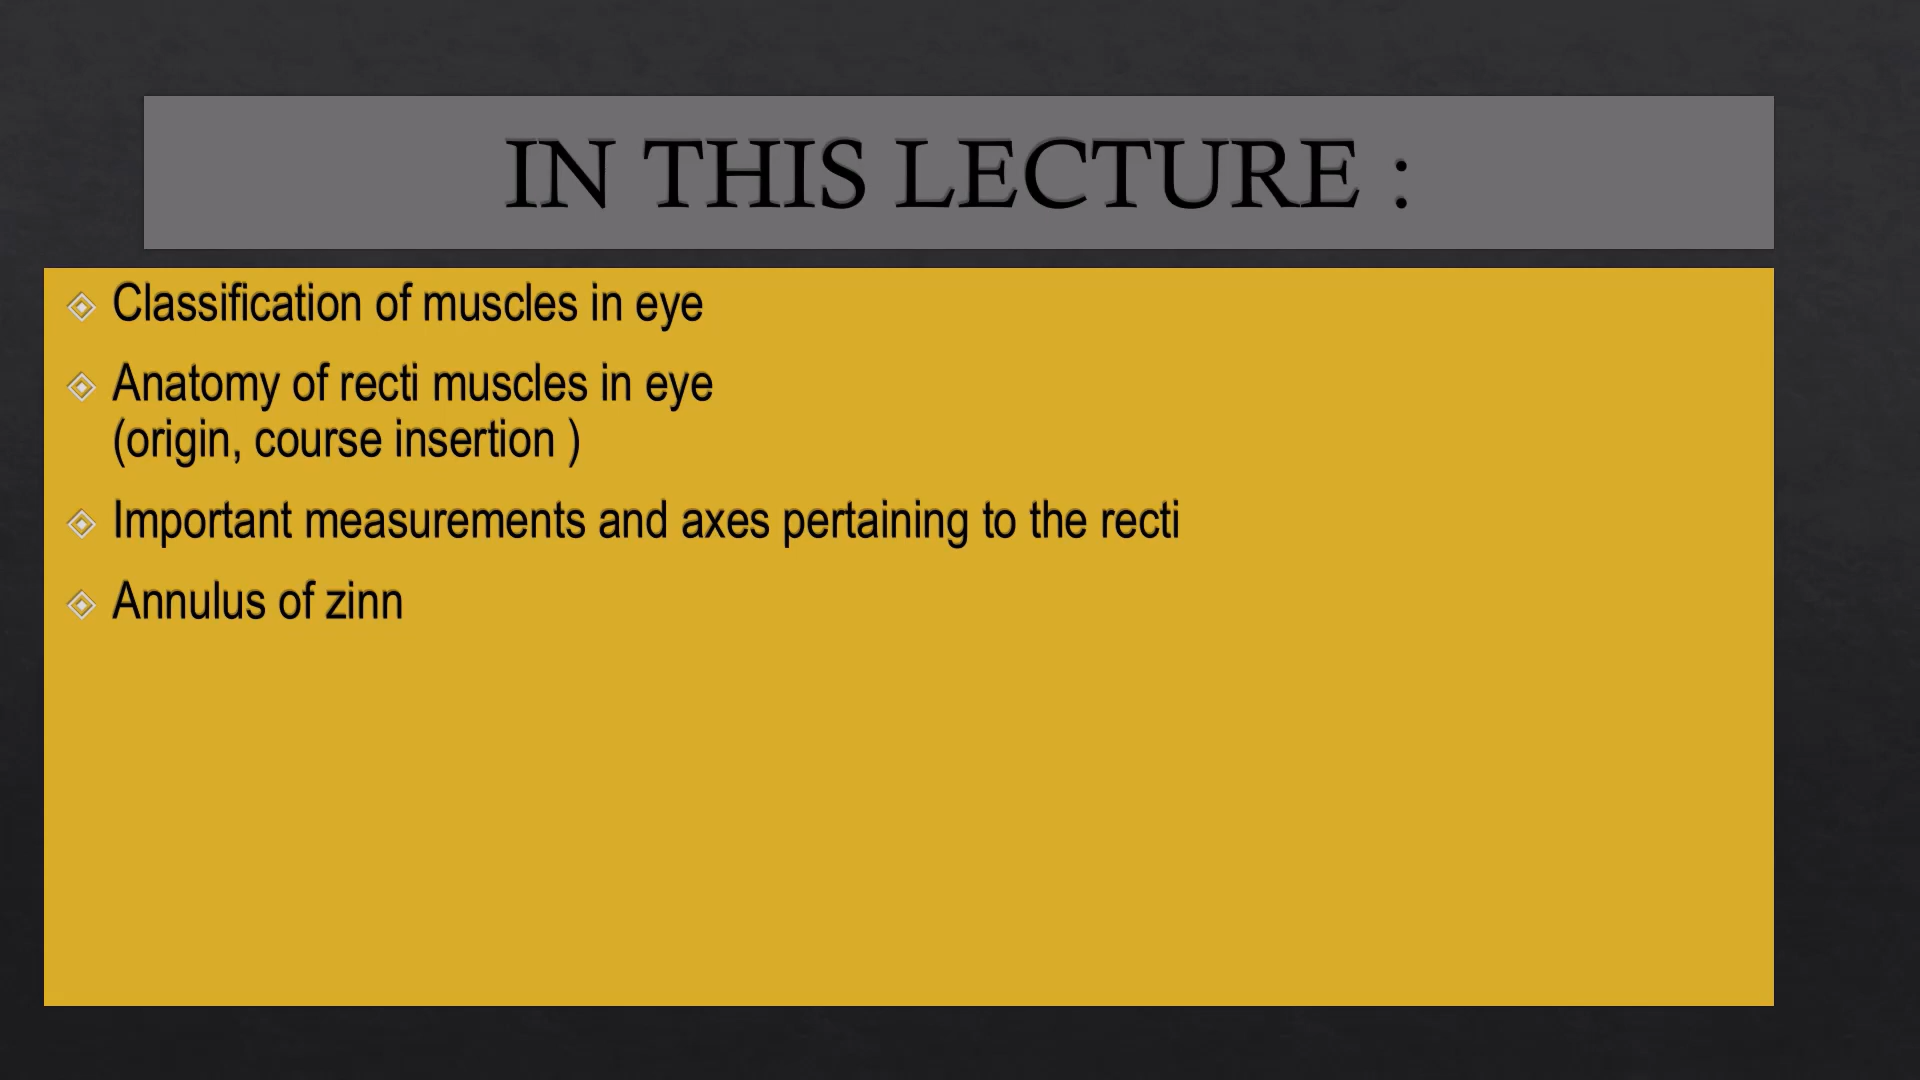 IN THIS LECTURE :
Classification of muscles in eye
Anatomy of recti muscles in eye
(origin, course insertion )
Important measurements and axes pertaining to the recti
Annulus of zinn